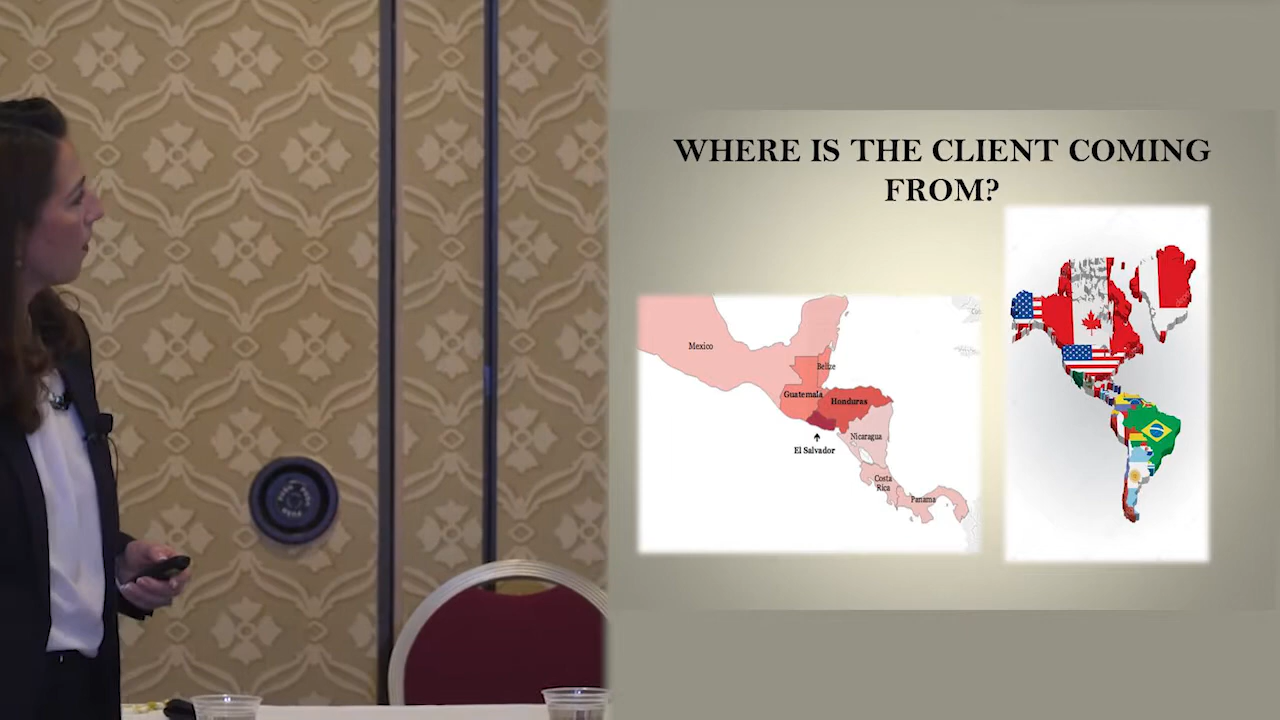 WHERE IS THE CLIENT COMING
FROM?
Mexico
Belize
Guatemala
Honduras
Nicaragua
El Salvador
Costa
Rica
Panama